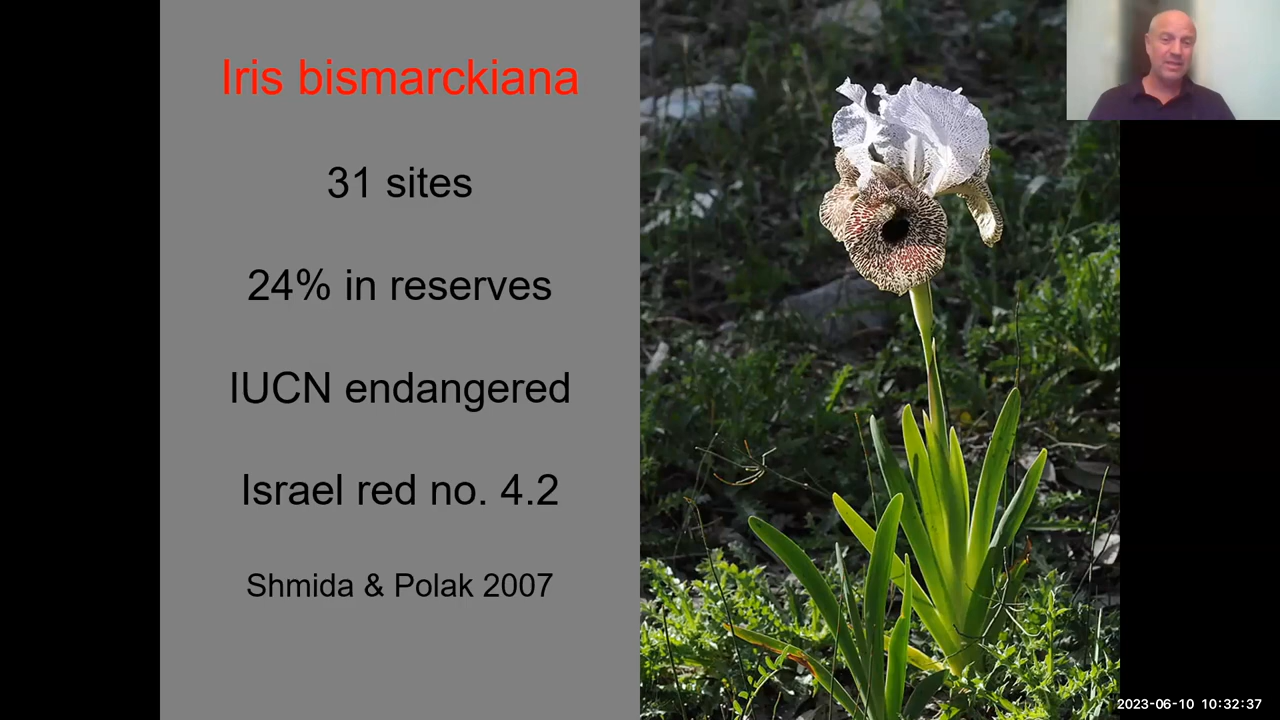 Iris bismarckiana
31 sites
24% in reserves
IUCN endangered
Israel red no. 4.2
Shmida & Polak 2007
2023-06-10 10:32:37